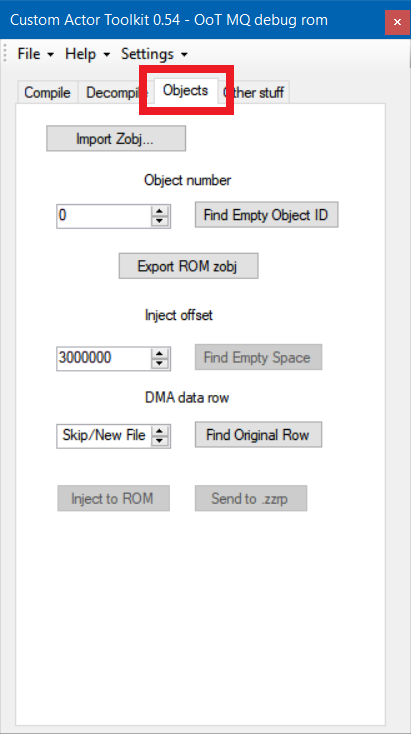 Custom Actor Toolkit 0.54 - OoT MQ debug rom
File Help Settings
Compile Decompile Objects Other stuff
Import Zobj...
Object number
0 Find Empty Object ID
Export ROM zobj
Inject offset
3000000 Find Empty Space
DMA data row
Skip/New File Find Original Row
Inject to ROM Send to .zzrp